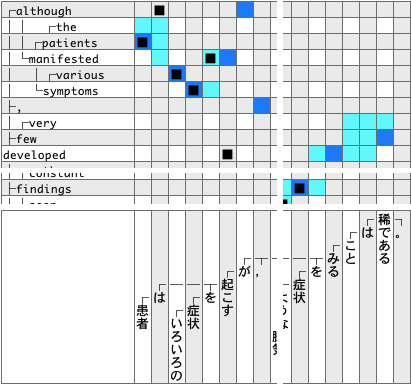 although
the
patients
manifested
various
symptoms
,
very
few
developed
constant
findings
患者
は
いろいろの
症状
を
起こす
が
,
症状
を
みる
こと
は
稀である
。